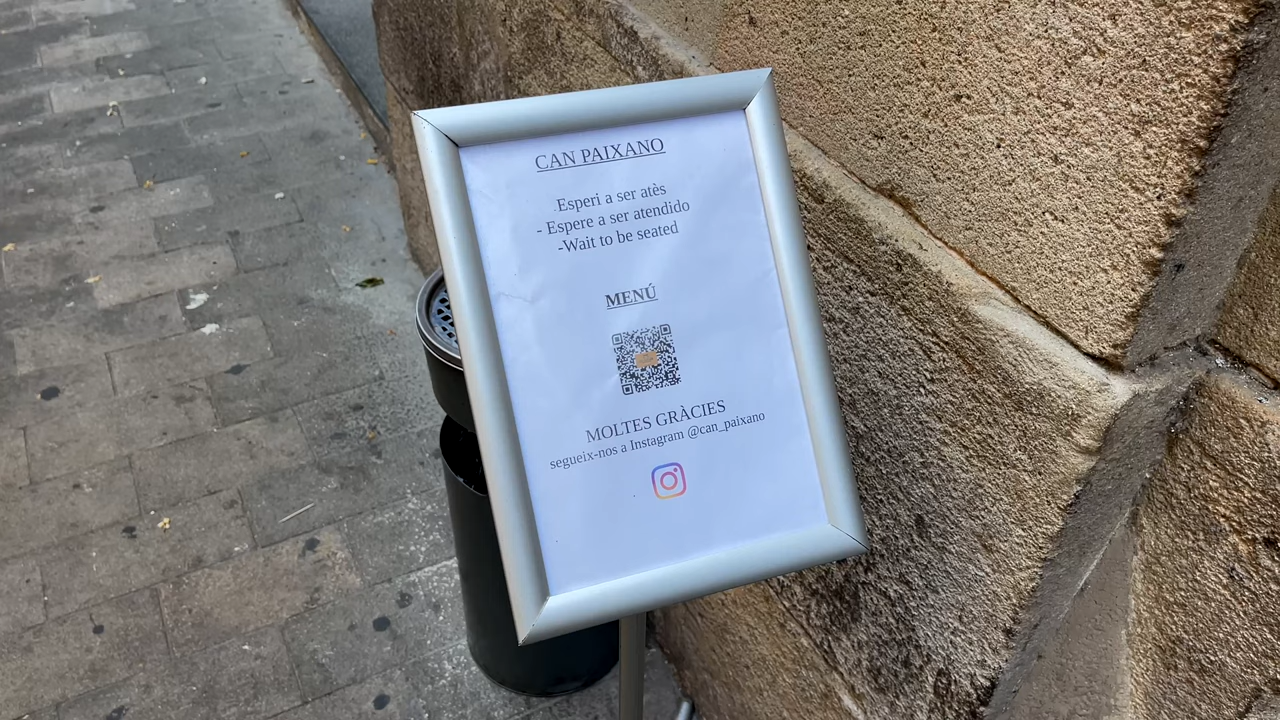 CAN PAIXANO
Esperi a ser atès
- Espere a ser atendido
-Wait to be seated
MENÚ
MOLTES GRÀCIES
segueix-nos a Instagram @can_paixano